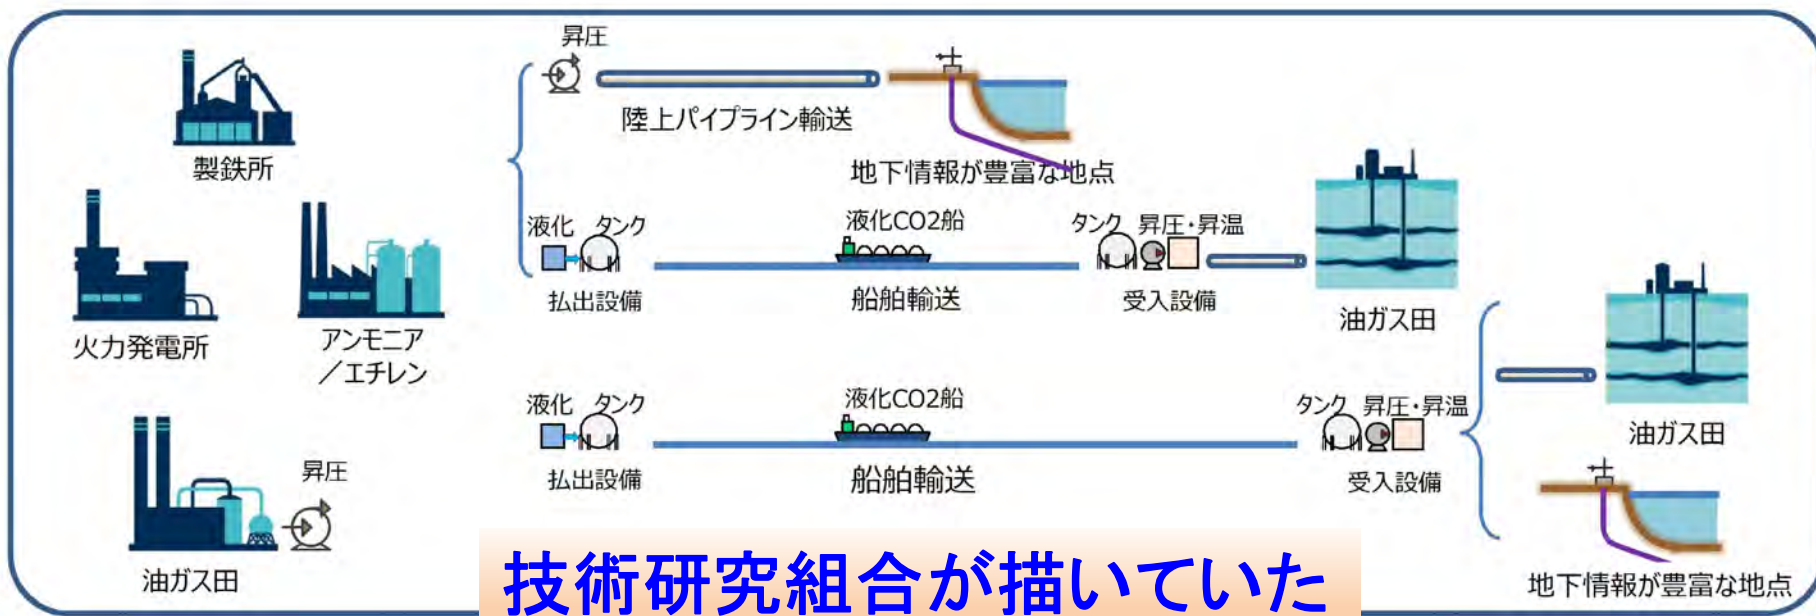 製鉄所
火力発電所
アンモニア
／エチレン
昇圧
油ガス田
昇圧
陸上パイプライン輸送
地下情報が豊富な地点
液化 タンク
払出設備
液化CO2船
船舶輸送
タンク 昇圧・昇温
受入設備
油ガス田
液化 タンク
払出設備
液化CO2船
船舶輸送
タンク 昇圧・昇温
受入設備
油ガス田
地下情報が豊富な地点
技術研究組合が描いていた